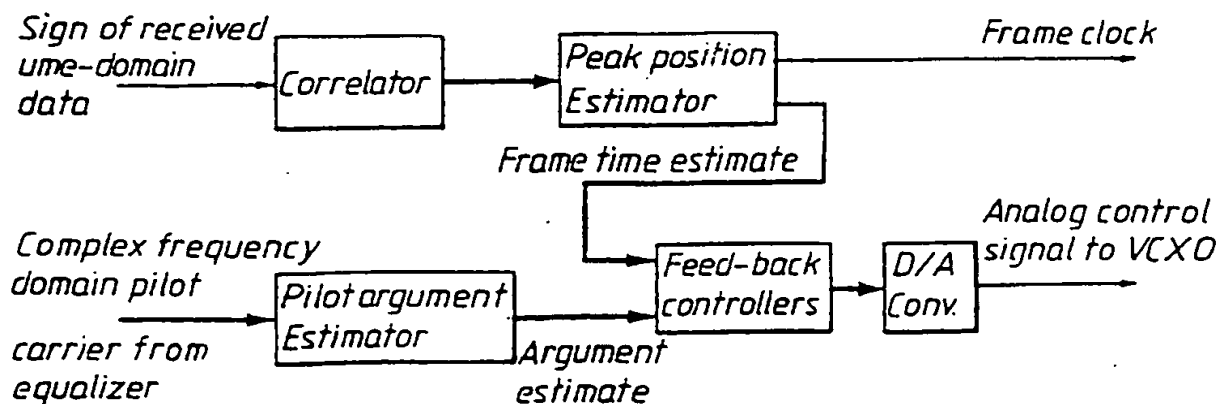 Sign of received
ume-domain
data
Correlator
Peak position
Estimator
Frame clock
Frame time estimate
Complex frequency
domain pilot
carrier from
equalizer
Pilot argument
Estimator
Argument
estimate
Feed-back
controllers
D/A
Conv.
Analog control
signal to VCXO